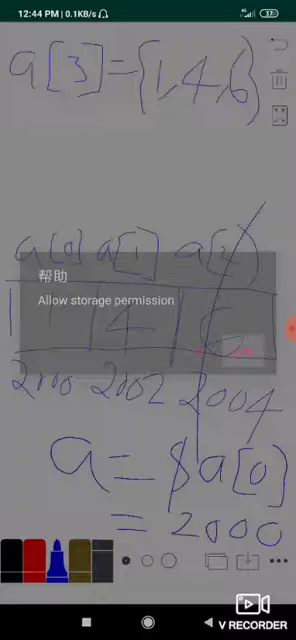 12:44 PM | 0.1KB/s
37
a[3]={1,4,6}
a[0] a[1] a[2]
帮助
Allow storage permission
1 4 6
2000 2002 2004
a = &a[0]
= 2000
V RECORDER